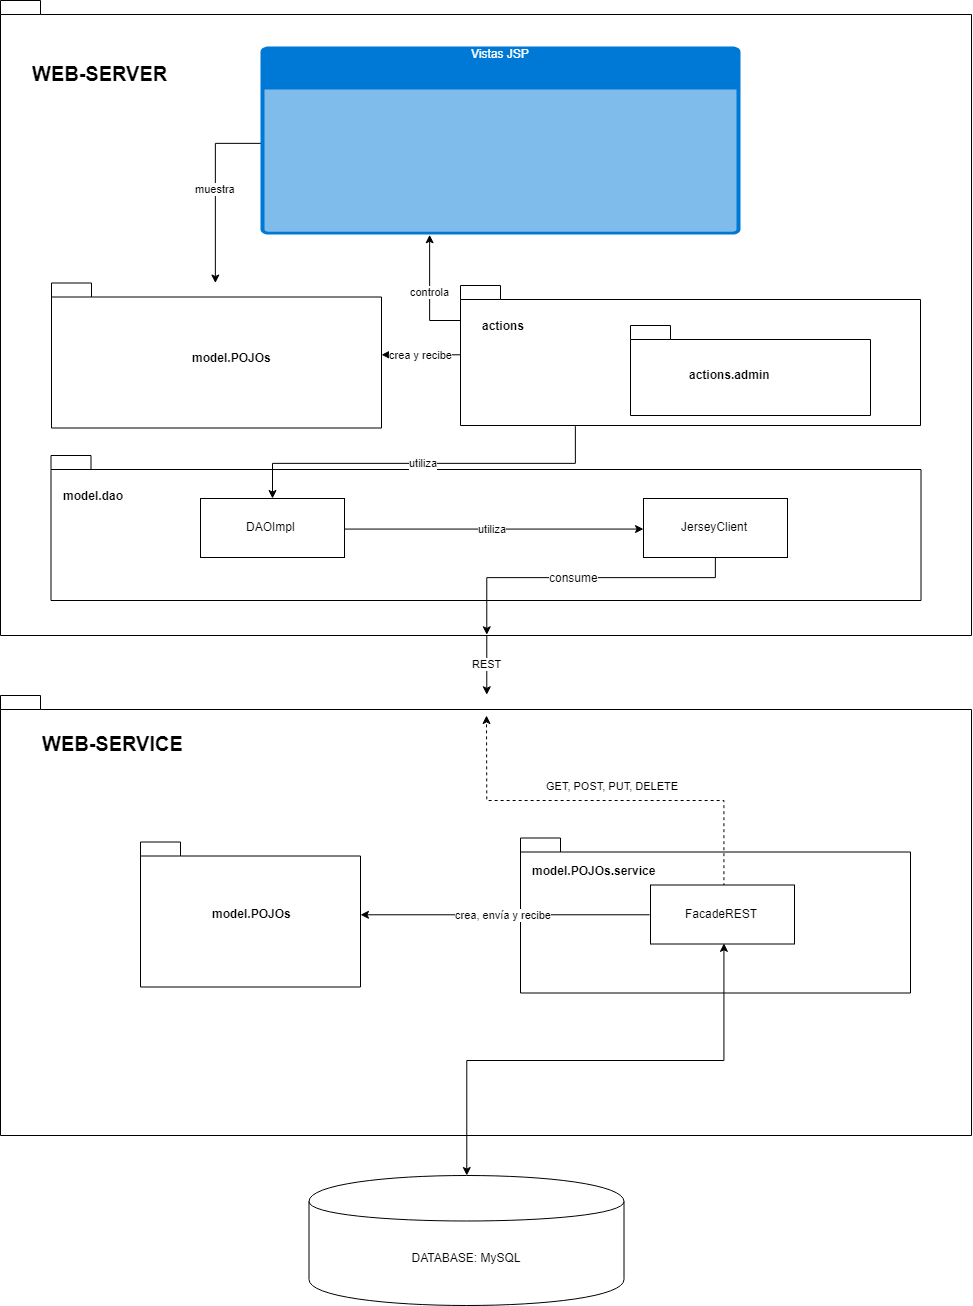 Vistas JSP
WEB-SERVER
muestra
controla
actions
crea y recibe
model.POJOs
actions.admin
utiliza
model.dao
DAOImpl
utiliza
JerseyClient
consume
REST
WEB-SERVICE
GET, POST, PUT, DELETE
model.POJOs.service
model.POJOs
crea, envía y recibe
FacadeREST
DATABASE: MySQL